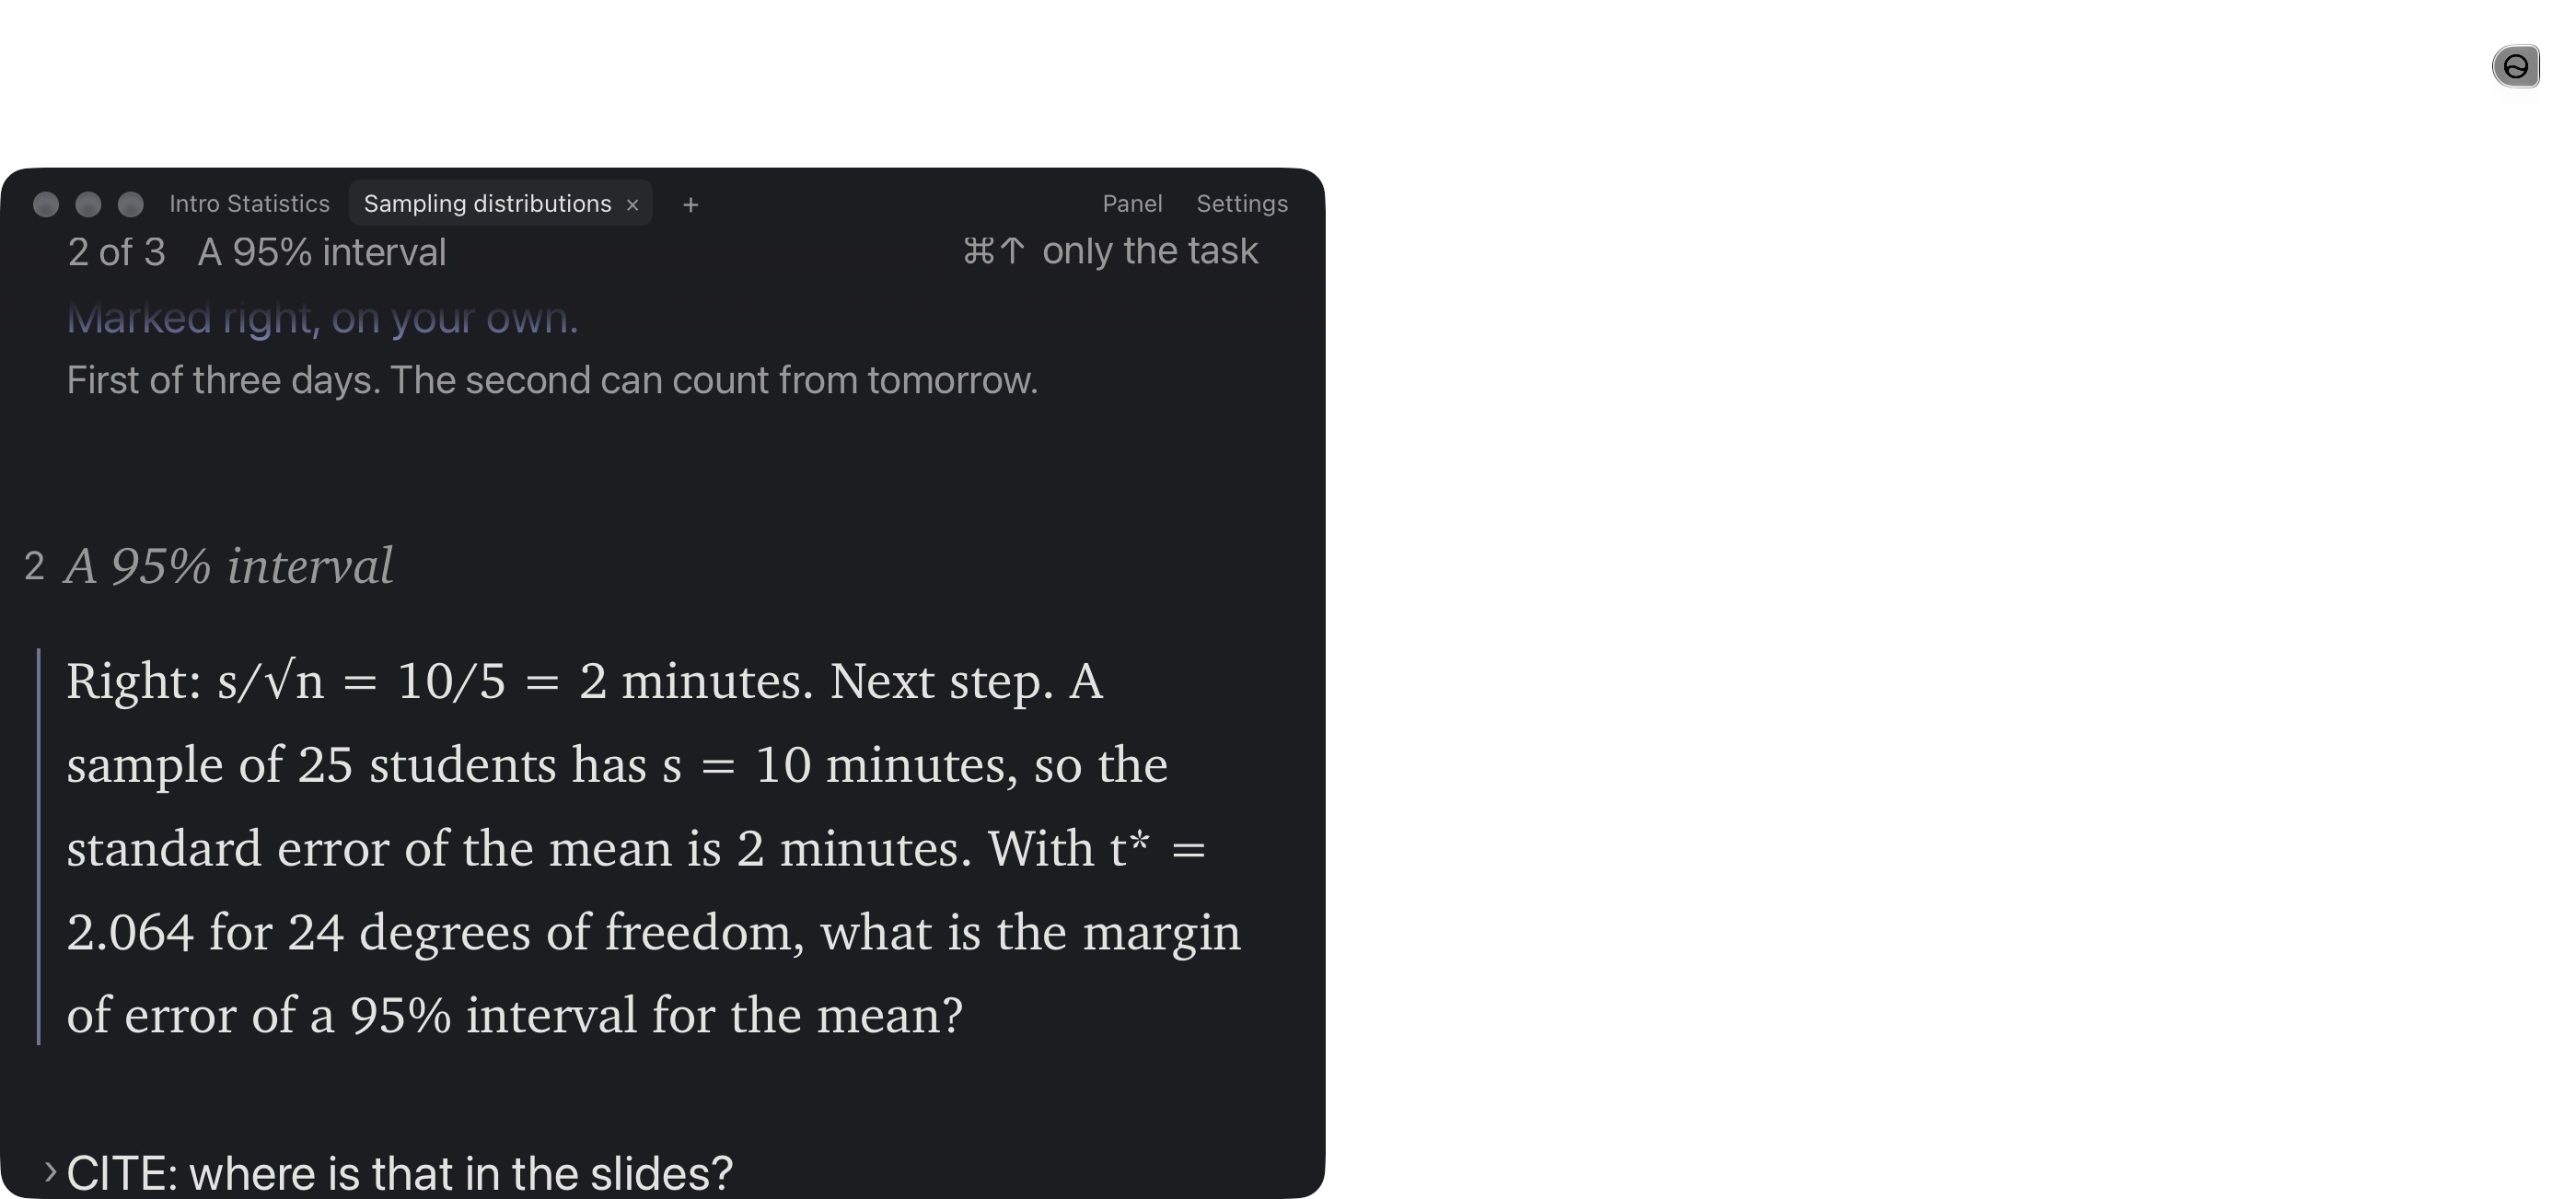 Intro Statistics Sampling distributions × + Panel Settings
2 of 3 A 95% interval ⌘↑ only the task
Marked right, on your own.
First of three days. The second can count from tomorrow.
2 A 95% interval
Right: s/√n = 10/5 = 2 minutes. Next step. A
sample of 25 students has s = 10 minutes, so the
standard error of the mean is 2 minutes. With t* =
2.064 for 24 degrees of freedom, what is the margin
of error of a 95% interval for the mean?
› CITE: where is that in the slides?